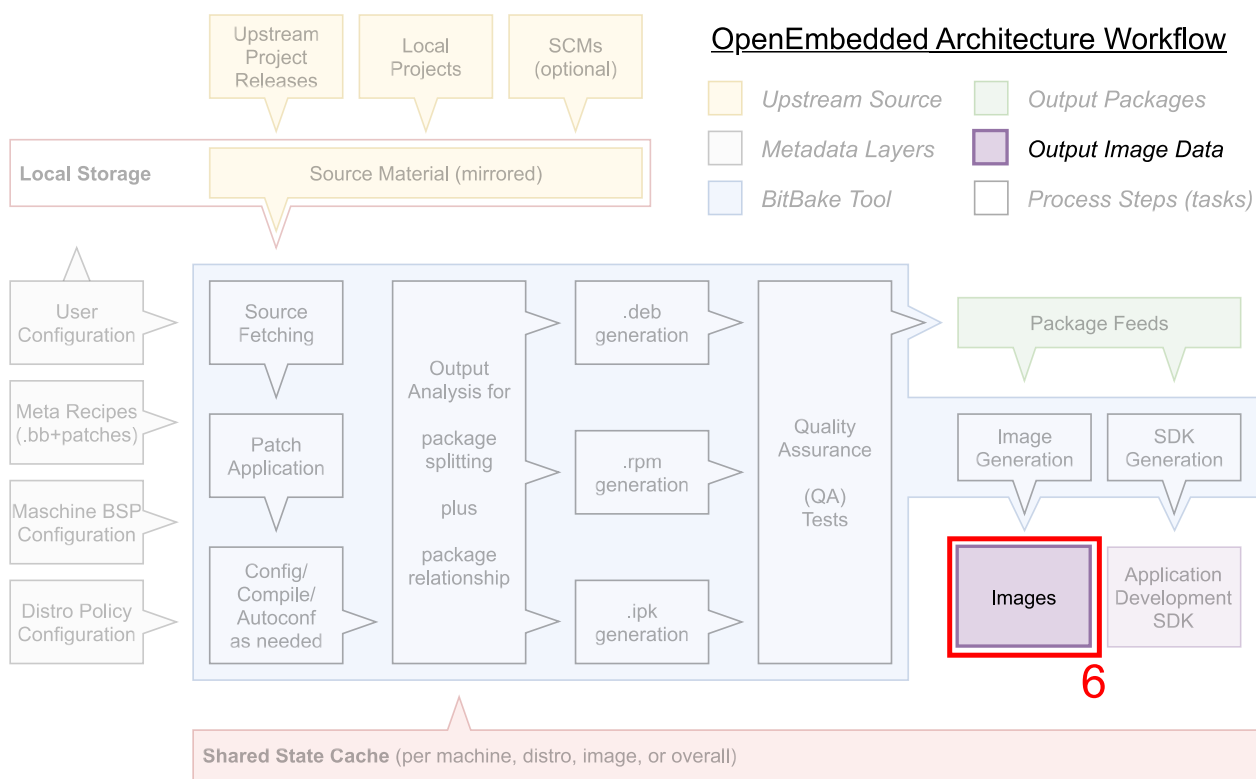 OpenEmbedded Architecture Workflow
Upstream
Project
Releases
Local
Projects
SCMs
(optional)
Upstream Source
Output Packages
Metadata Layers
Output Image Data
BitBake Tool
Process Steps (tasks)
Local Storage
Source Material (mirrored)
User
Configuration
Meta Recipes
(.bb+patches)
Maschine BSP
Configuration
Distro Policy
Configuration
Source
Fetching
Patch
Application
Config/
Compile/
Autoconf
as needed
Output
Analysis for
package
splitting
plus
package
relationship
.deb
generation
.rpm
generation
.ipk
generation
Quality
Assurance
(QA)
Tests
Package Feeds
Image
Generation
SDK
Generation
Images
Application
Development
SDK
6
Shared State Cache (per machine, distro, image, or overall)